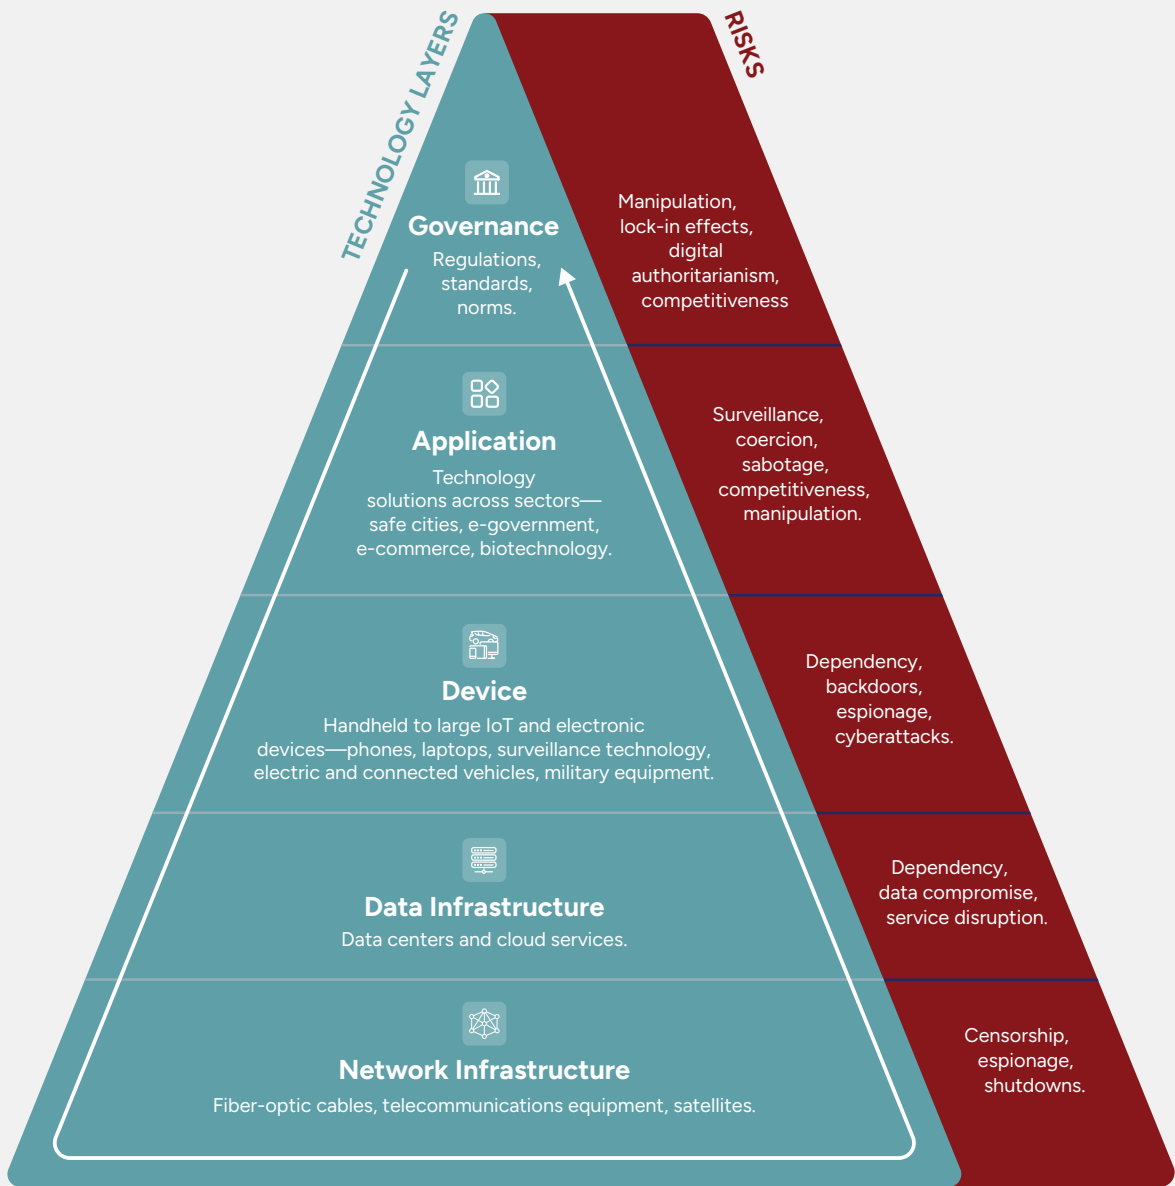 TECHNOLOGY LAYERS
RISKS
Governance
Regulations,
standards,
norms.
Manipulation,
lock-in effects,
digital
authoritarianism,
competitiveness
Application
Technology
solutions across sectors—
safe cities, e-government,
e-commerce, biotechnology.
Surveillance,
coercion,
sabotage,
competitiveness,
manipulation.
Device
Handheld to large IoT and electronic
devices—phones, laptops, surveillance technology,
electric and connected vehicles, military equipment.
Dependency,
backdoors,
espionage,
cyberattacks.
Data Infrastructure
Data centers and cloud services.
Dependency,
data compromise,
service disruption.
Network Infrastructure
Fiber-optic cables, telecommunications equipment, satellites.
Censorship,
espionage,
shutdowns.